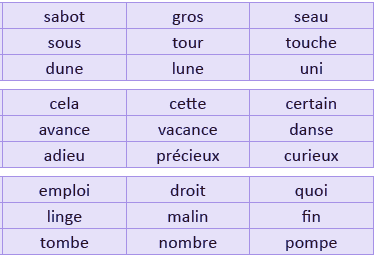 sabot gros seau
sous tour touche
dune lune uni
cela cette certain
avance vacance danse
adieu précieux curieux
emploi droit quoi
linge malin fin
tombe nombre pompe